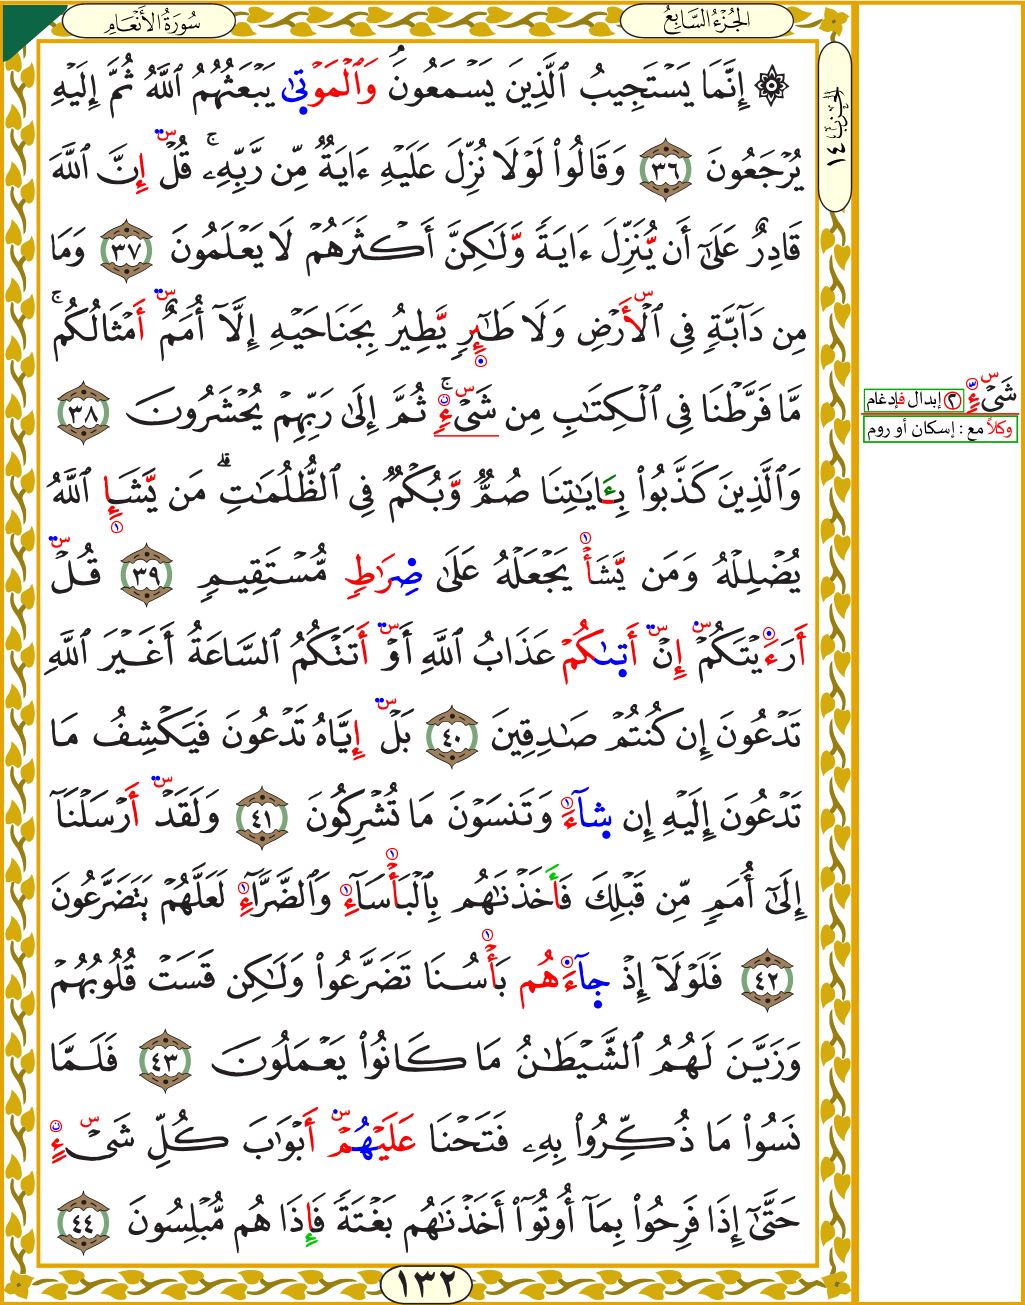 سُورَةُ الأَنْعَامِ
الجُزْءُ السَّابِعُ
الحِزب ١٤
۞ إِنَّمَا يَسْتَجِيبُ ٱلَّذِينَ يَسْمَعُونَۘ وَٱلْمَوْتٜىٰ يَبْعَثُهُمُ ٱللَّهُ ثُمَّ إِلَيْهِ
يُرْجَعُونَ ٣٦ وَقَالُوا۟ لَوْلَا نُزِّلَ عَلَيْهِ ءَايَةٌ مِّن رَّبِّهِۦۚ قُلْ إِنَّ ٱللَّهَ
قَادِرٌ عَلَىٰٓ أَن يُّنَزِّلَ ءَايَةً وَّلَٰكِنَّ أَكْثَرَهُمْ لَا يَعْلَمُونَ ٣٧ وَمَا
مِن دَآبَّةٍ فِى ٱلْأَرْضِ وَلَا طَٰٓئِرٍ يَّطِيرُ بِجَنَاحَيْهِ إِلَّآ أُمَمٌ أَمْثَالُكُمۚ
مَّا فَرَّطْنَا فِى ٱلْكِتَٰبِ مِن شَىْءٍۚ ثُمَّ إِلَىٰ رَبِّهِمْ يُحْشَرُونَ ٣٨
وَٱلَّذِينَ كَذَّبُوا۟ بِـَٔايَٰتِنَا صُمٌّ وَّبُكْمٌ فِى ٱلظُّلُمَٰتِۗ مَن يَّشَإِ ٱللَّهُ
يُضْلِلْهُ وَمَن يَّشَأْ يَجْعَلْهُ عَلَىٰ صِرَٰطٍ مُّسْتَقِيمٍ ٣٩ قُلْ
أَرَءَيْتَكُمْ إِنْ أَتٜىٰكُمْ عَذَابُ ٱللَّهِ أَوْ أَتَتْكُمُ ٱلسَّاعَةُ أَغَيْرَ ٱللَّهِ
تَدْعُونَ إِن كُنتُمْ صَٰدِقِينَ ٤٠ بَلْ إِيَّاهُ تَدْعُونَ فَيَكْشِفُ مَا
تَدْعُونَ إِلَيْهِ إِن شٜآءَ وَتَنسَوْنَ مَا تُشْرِكُونَ ٤١ وَلَقَدْ أَرْسَلْنَآ
إِلَىٰٓ أُمَمٍ مِّن قَبْلِكَ فَأَخَذْنَٰهُم بِٱلْبَأْسَآءِ وَٱلضَّرَّآءِ لَعَلَّهُمْ يَتَضَرَّعُونَ
٤٢ فَلَوْلَآ إِذْ جٜآءَهُم بَأْسُنَا تَضَرَّعُوا۟ وَلَٰكِن قَسَتْ قُلُوبُهُمْ
وَزَيَّنَ لَهُمُ ٱلشَّيْطَٰنُ مَا كَانُوا۟ يَعْمَلُونَ ٤٣ فَلَمَّا
نَسُوا۟ مَا ذُكِّرُوا۟ بِهِۦ فَتَحْنَا عَلَيْهُمْ أَبْوَٰبَ كُلِّ شَىْءٍ
حَتَّىٰٓ إِذَا فَرِحُوا۟ بِمَآ أُوتُوٓا۟ أَخَذْنَٰهُم بَغْتَةً فَإِذَا هُم مُّبْلِسُونَ ٤٤
١٣٢
شَىْءٍ ٢ إبدال فإدغام
وكلاً مع : إسكان أو روم